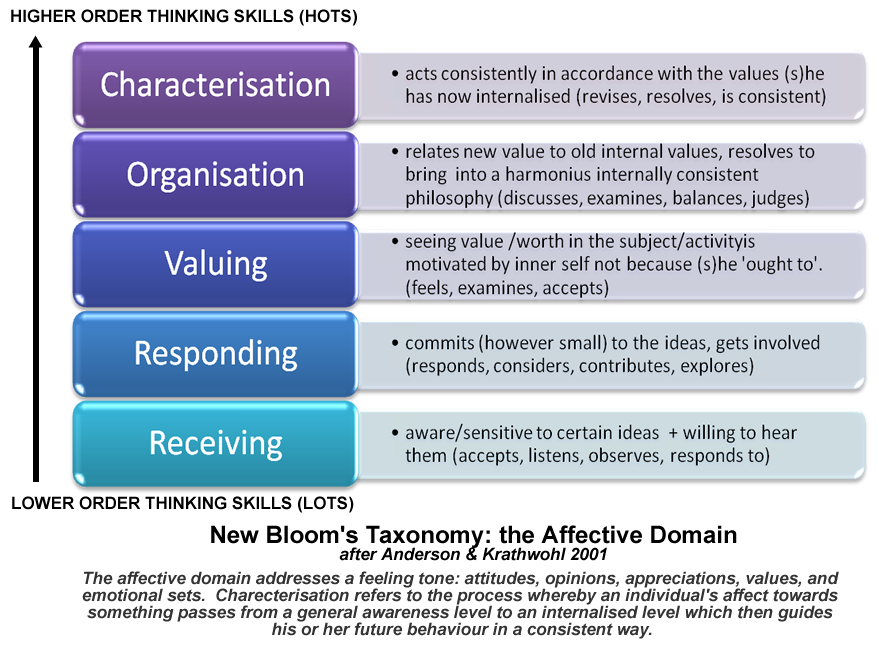 HIGHER ORDER THINKING SKILLS (HOTS)
Characterisation
• acts consistently in accordance with the values (s)he
has now internalised (revises, resolves, is consistent)
Organisation
• relates new value to old internal values, resolves to
bring into a harmonius internally consistent
philosophy (discusses, examines, balances, judges)
Valuing
• seeing value /worth in the subject/activityis
motivated by inner self not because (s)he 'ought to'.
(feels, examines, accepts)
Responding
• commits (however small) to the ideas, gets involved
(responds, considers, contributes, explores)
Receiving
• aware/sensitive to certain ideas + willing to hear
them (accepts, listens, observes, responds to)
LOWER ORDER THINKING SKILLS (LOTS)
New Bloom's Taxonomy: the Affective Domain
after Anderson & Krathwohl 2001
The affective domain addresses a feeling tone: attitudes, opinions, appreciations, values, and
emotional sets. Charecterisation refers to the process whereby an individual's affect towards
something passes from a general awareness level to an internalised level which then guides
his or her future behaviour in a consistent way.